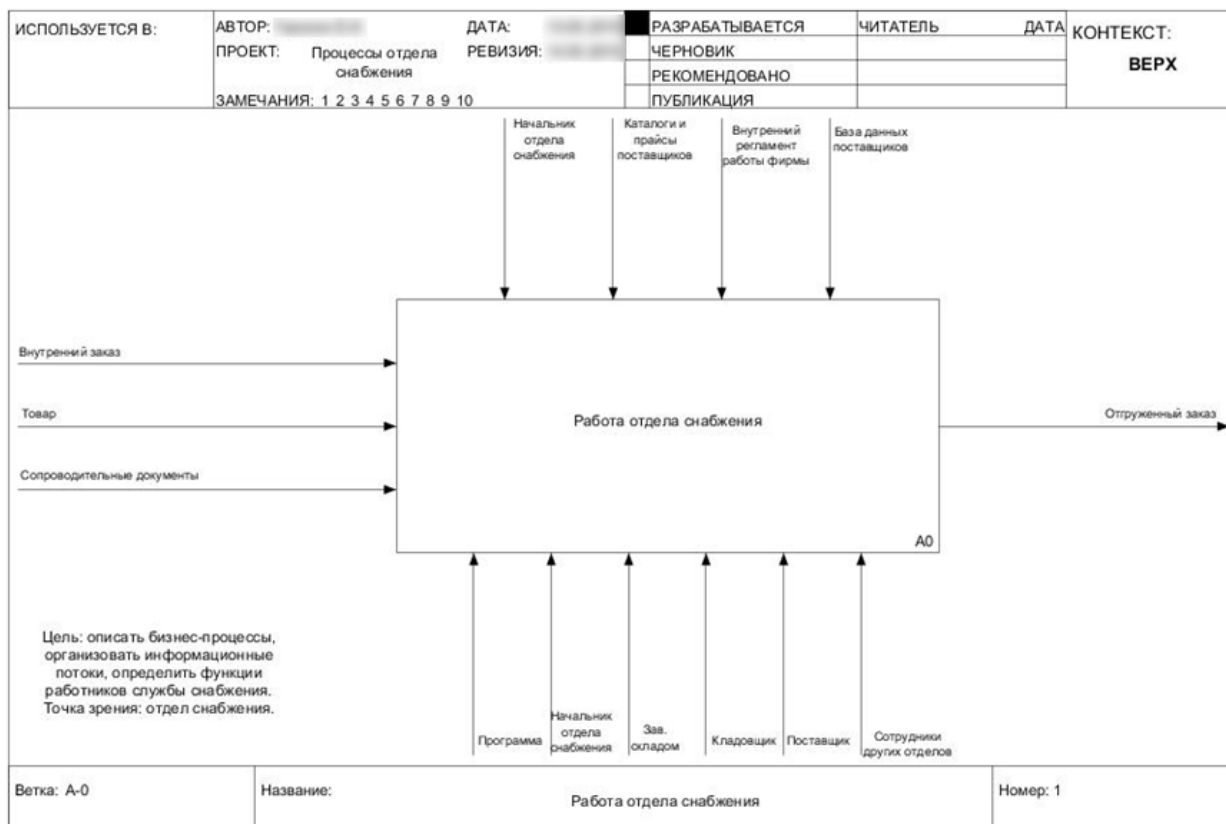 ИСПОЛЬЗУЕТСЯ В:
АВТОР:
ДАТА:
ПРОЕКТ: Процессы отдела
снабжения
РЕВИЗИЯ:
ЗАМЕЧАНИЯ: 1 2 3 4 5 6 7 8 9 10
РАЗРАБАТЫВАЕТСЯ
ЧЕРНОВИК
РЕКОМЕНДОВАНО
ПУБЛИКАЦИЯ
ЧИТАТЕЛЬ ДАТА
КОНТЕКСТ:
ВЕРХ
Начальник
отдела
снабжения
Каталоги и
прайсы
поставщиков
Внутренний
регламент
работы фирмы
База данных
поставщиков
Внутренний заказ
Товар
Сопроводительные документы
Работа отдела снабжения
A0
Отгруженный заказ
Цель: описать бизнес-процессы,
организовать информационные
потоки, определить функции
работников службы снабжения.
Точка зрения: отдел снабжения.
Программа
Начальник
отдела
снабжения
Зав.
складом
Кладовщик
Поставщик
Сотрудники
других отделов
Ветка: A-0
Название:
Работа отдела снабжения
Номер: 1